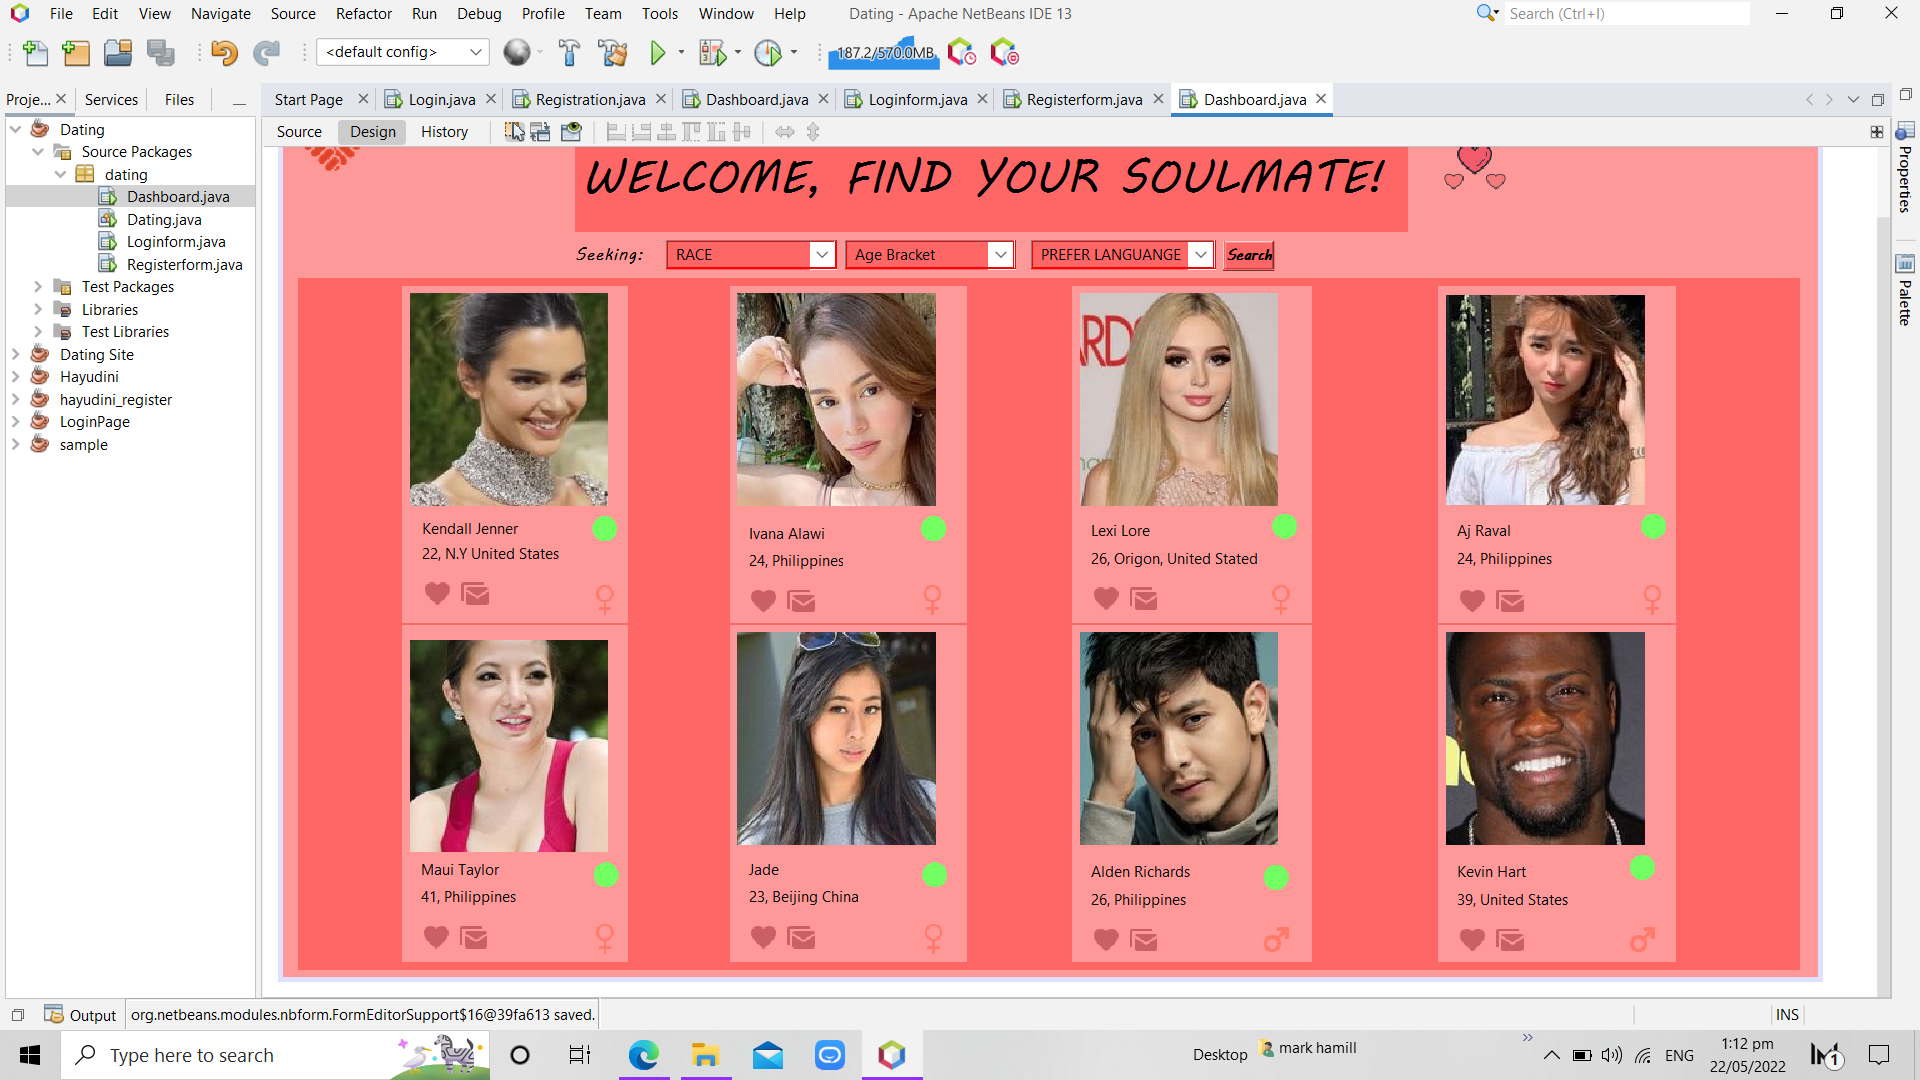 File Edit View Navigate Source Refactor Run Debug Profile Team Tools Window Help Dating - Apache NetBeans IDE 13 Search (Ctrl+I)
<default config> 187.2/570.0MB
Proje... Services Files Start Page Login.java Registration.java Dashboard.java Loginform.java Registerform.java Dashboard.java
Source Design History
Dating
Source Packages
dating
Dashboard.java
Dating.java
Loginform.java
Registerform.java
Test Packages
Libraries
Test Libraries
Dating Site
Hayudini
hayudini_register
LoginPage
sample
WELCOME, FIND YOUR SOULMATE!
Seeking: RACE Age Bracket PREFER LANGUANGE Search
Kendall Jenner
22, N.Y United States
Ivana Alawi
24, Philippines
Lexi Lore
26, Origon, United Stated
Aj Raval
24, Philippines
Maui Taylor
41, Philippines
Jade
23, Beijing China
Alden Richards
26, Philippines
Kevin Hart
39, United States
Properties
Palette
Output org.netbeans.modules.nbform.FormEditorSupport$16@39fa613 saved. INS
Type here to search Desktop mark hamill ENG 1:12 pm
22/05/2022
1